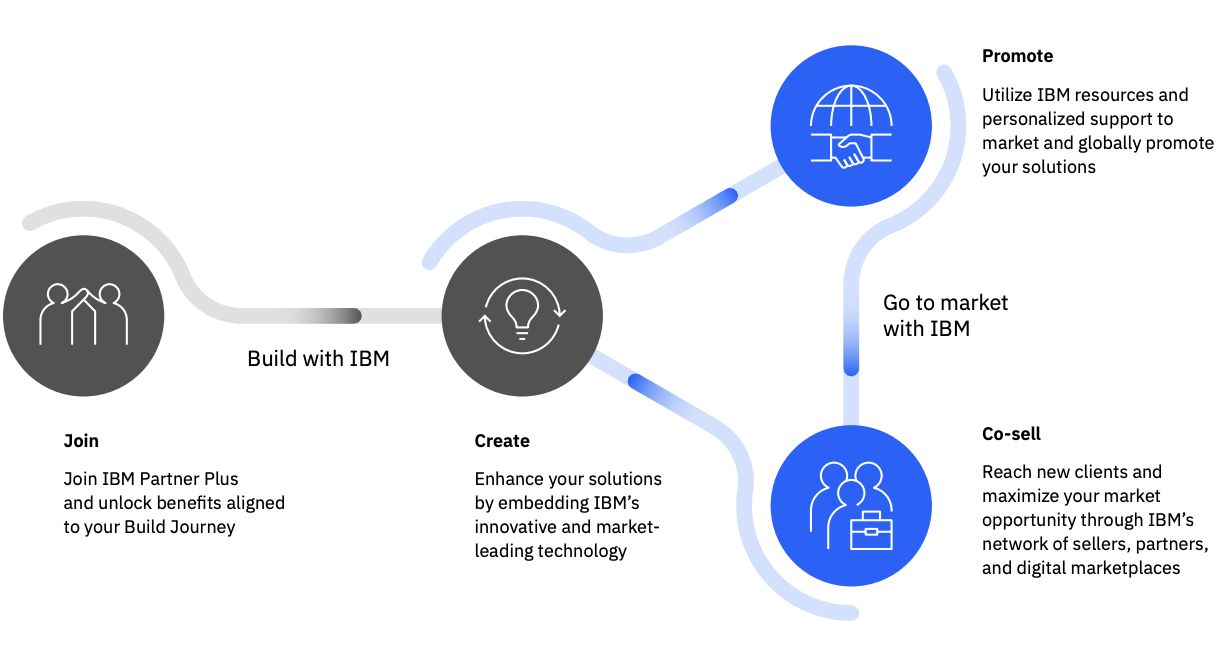 Join
Join IBM Partner Plus
and unlock benefits aligned
to your Build Journey
Build with IBM
Create
Enhance your solutions
by embedding IBM’s
innovative and market-
leading technology
Promote
Utilize IBM resources and
personalized support to
market and globally promote
your solutions
Go to market
with IBM
Co-sell
Reach new clients and
maximize your market
opportunity through IBM’s
network of sellers, partners,
and digital marketplaces